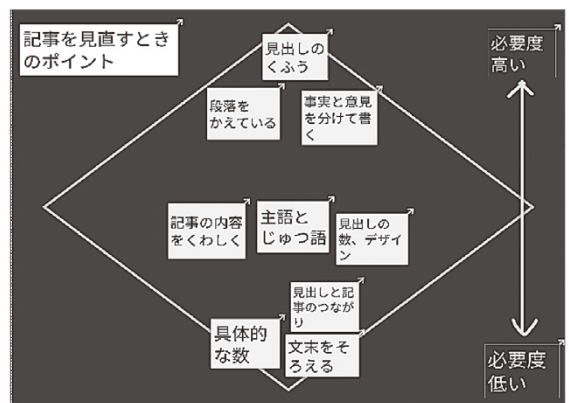 記事を見直すとき
のポイント
必要度
高い
見出しの
くふう
段落を
かえている
事実と意見
を分けて書
く
記事の内容
をくわしく
主語と
じゅつ語
見出しの
数、デザイ
ン
見出しと記
事のつなが
り
具体的
な数
文末をそ
ろえる
必要度
低い